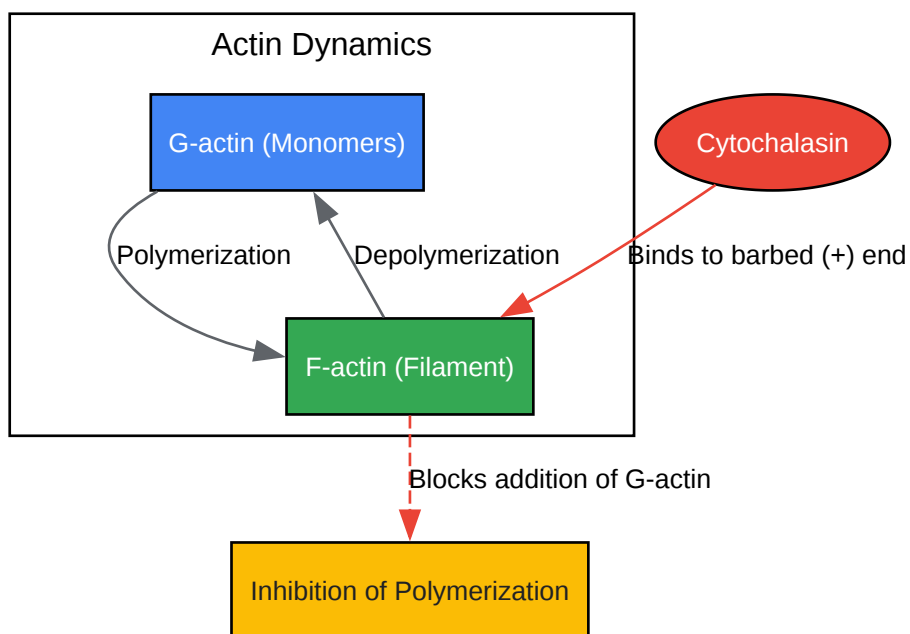 Actin Dynamics
G-actin (Monomers)
Cytochalasin
Polymerization
Depolymerization
Binds to barbed (+) end
F-actin (Filament)
Blocks addition of G-actin
Inhibition of Polymerization